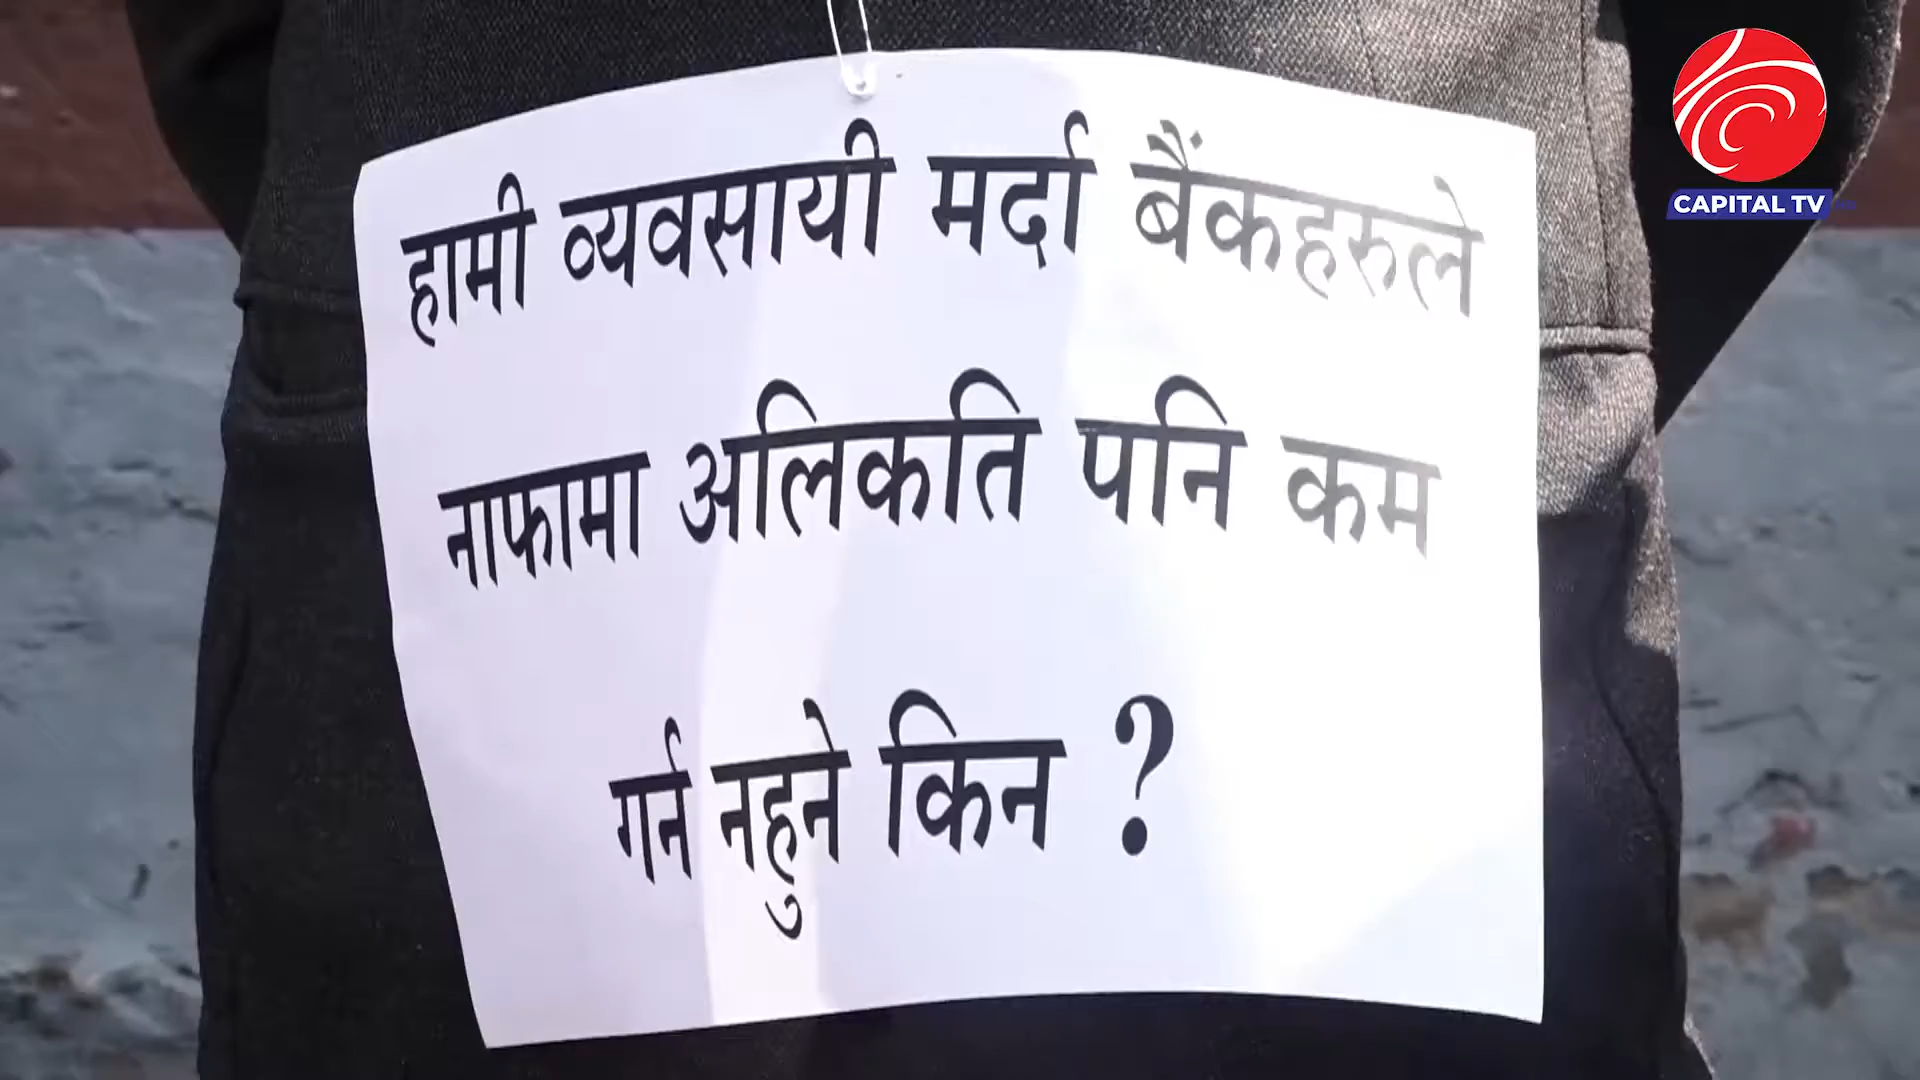 हामी व्यवसायी मर्दा बैंकहरुले
नाफामा अलिकति पनि कम
गर्न नहुने किन ?
CAPITAL TV